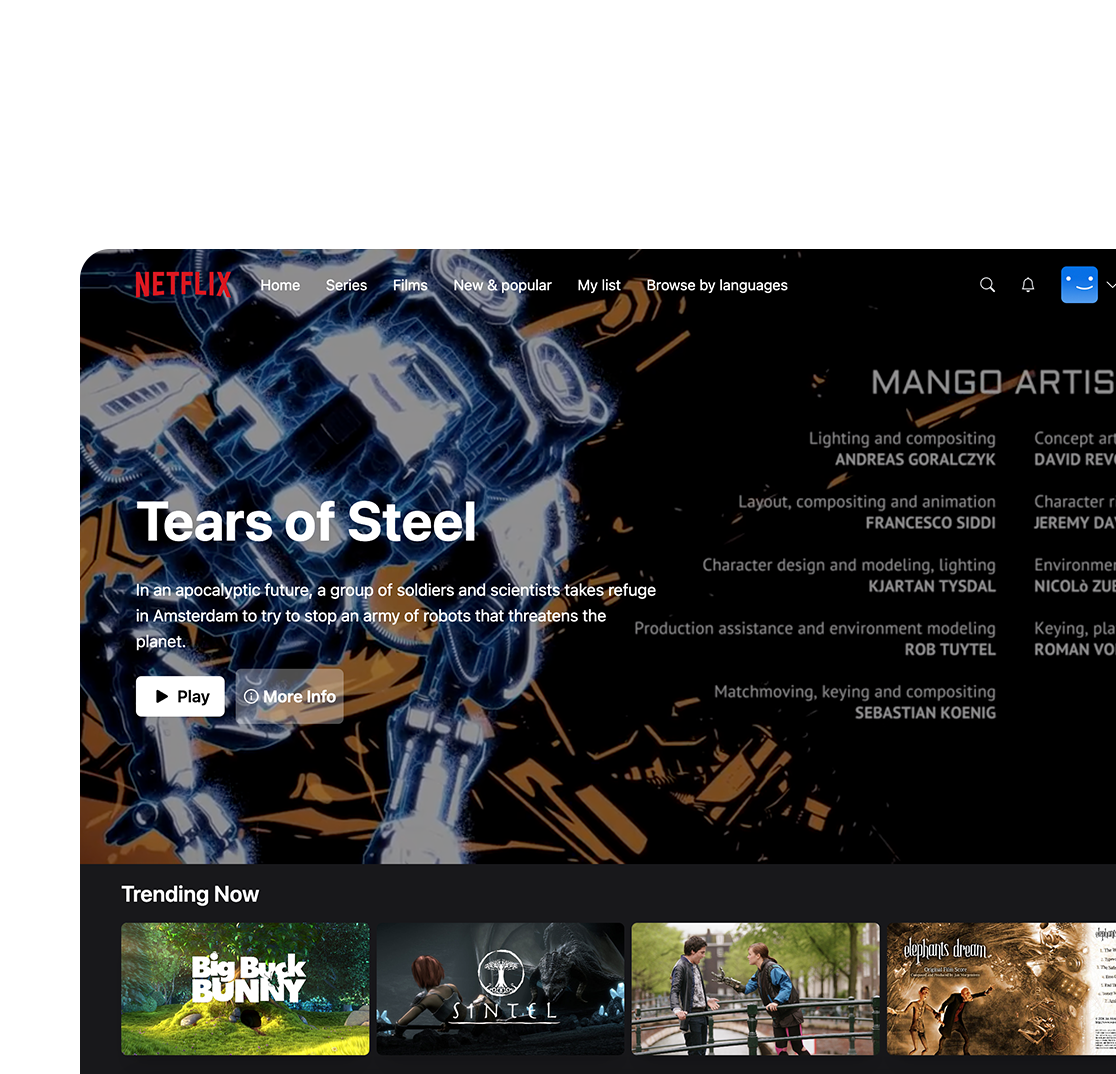 NETFLIX
Home
Series
Films
New & popular
My list
Browse by languages
MANGO ARTIS
Lighting and compositing
ANDREAS GORALCZYK
Concept art
DAVID REVO
Layout, compositing and animation
FRANCESCO SIDDI
Character
JEREMY DAV
Character design and modeling, lighting
KJARTAN TYSDAL
Environmen
NICOLò ZUB
Production assistance and environment modeling
ROB TUYTEL
Keying, pla
ROMAN VO
Matchmoving, keying and compositing
SEBASTIAN KOENIG
Tears of Steel
In an apocalyptic future, a group of soldiers and scientists takes refuge
in Amsterdam to try to stop an army of robots that threatens the
planet.
Play
More Info
Trending Now
Big Buck
BUNNY
SINTEL
elephants dream
Original Film Score